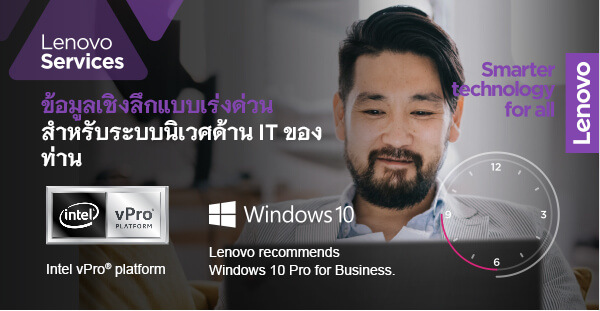 Lenovo
Services
Smarter
technology
for all
Lenovo
ข้อมูลเชิงลึกแบบเร่งด่วน
สำหรับระบบนิเวศด้าน IT ของ
ท่าน
intel vPro®
PLATFORM
Windows 10
Intel vPro® platform
Lenovo recommends
Windows 10 Pro for Business.
12
9 3
6